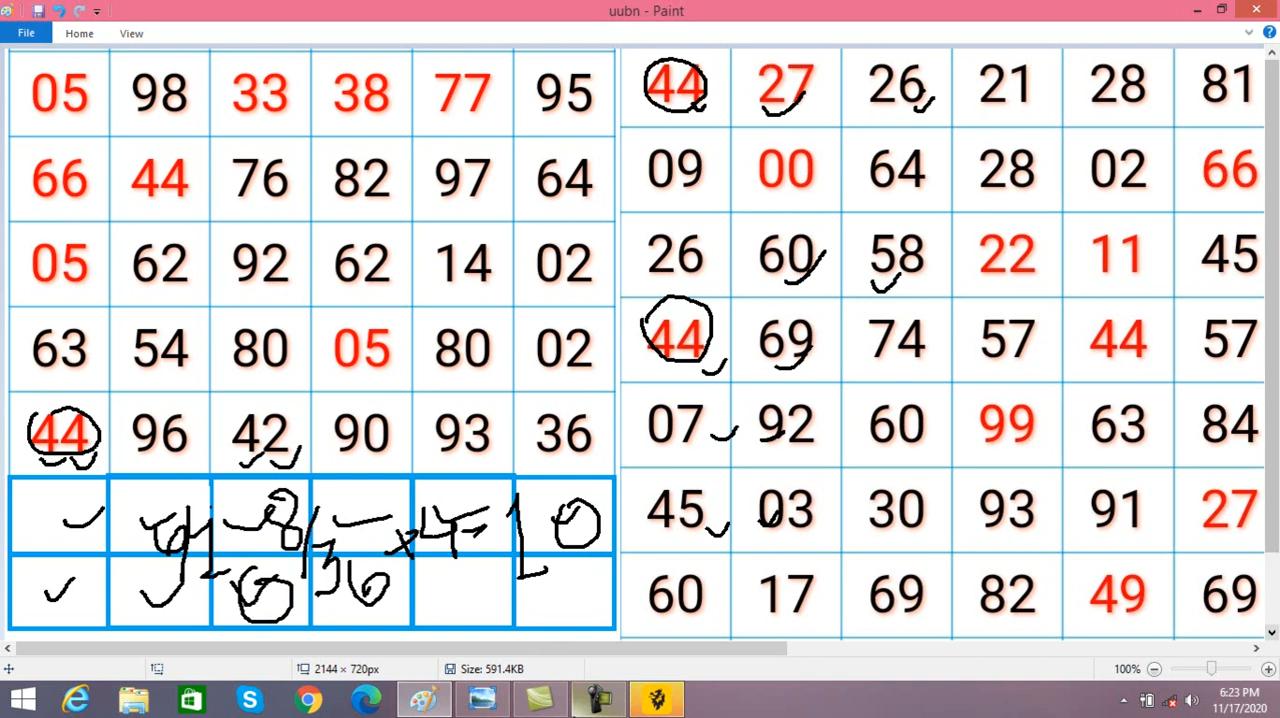 uubn - Paint
File Home View
05 98 33 38 77 95
66 44 76 82 97 64
05 62 92 62 14 02
63 54 80 05 80 02
44 96 42 90 93 36
44 27 26 21 28 81
09 00 64 28 02 66
26 60 58 22 11 45
44 69 74 57 44 57
07 92 60 99 63 84
45 03 30 93 91 27
60 17 69 82 49 69
36
2144 × 720px Size: 591.4KB 100%
6:23 PM
11/17/2020